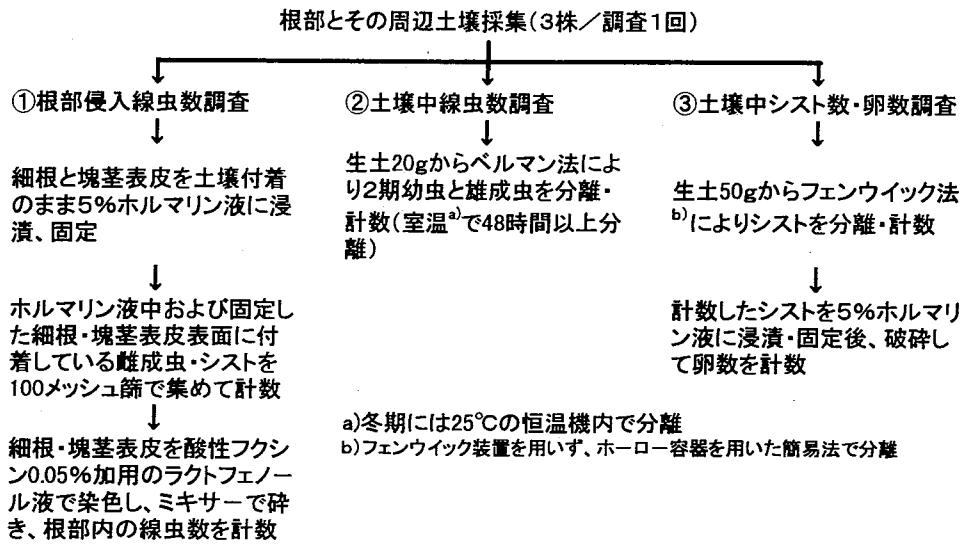 根部とその周辺土壌採集(3株／調査1回)
①根部侵入線虫数調査
細根と塊茎表皮を土壌付着
のまま5%ホルマリン液に浸
漬、固定
ホルマリン液中および固定し
た細根・塊茎表皮表面に付
着している雌成虫・シストを
100メッシュ篩で集めて計数
細根・塊茎表皮を酸性フクシ
ン0.05%加用のラクトフェノー
ル液で染色し、ミキサーで砕
き、根部内の線虫数を計数
②土壌中線虫数調査
生土20gからベルマン法によ
り2期幼虫と雄成虫を分離・
計数(室温a)で48時間以上分
離)
③土壌中シスト数・卵数調査
生土50gからフェンウイック法
b)によりシストを分離・計数
計数したシストを5%ホルマリ
ン液に浸漬・固定後、破砕し
て卵数を計数
a)冬期には25℃の恒温機内で分離
b)フェンウイック装置を用いず、ホーロー容器を用いた簡易法で分離